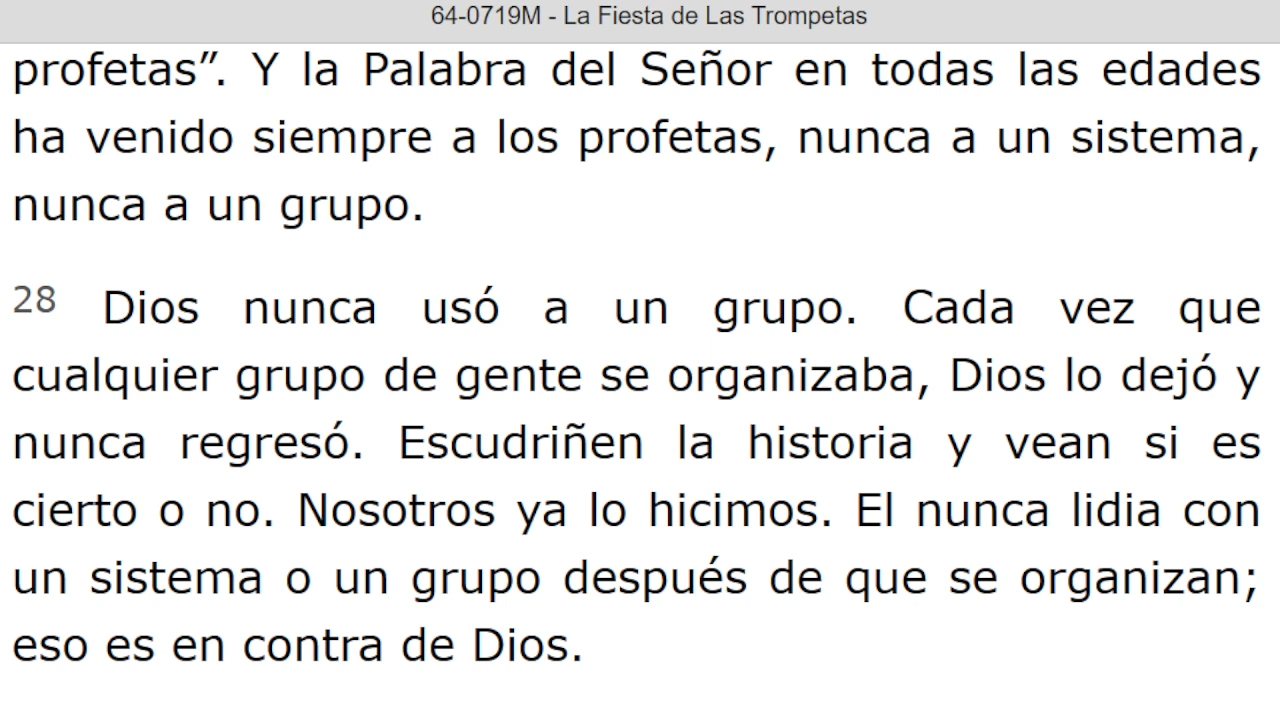 64-0719M - La Fiesta de Las Trompetas
profetas”. Y la Palabra del Señor en todas las edades
ha venido siempre a los profetas, nunca a un sistema,
nunca a un grupo.
28 Dios nunca usó a un grupo. Cada vez que
cualquier grupo de gente se organizaba, Dios lo dejó y
nunca regresó. Escudriñen la historia y vean si es
cierto o no. Nosotros ya lo hicimos. El nunca lidia con
un sistema o un grupo después de que se organizan;
eso es en contra de Dios.